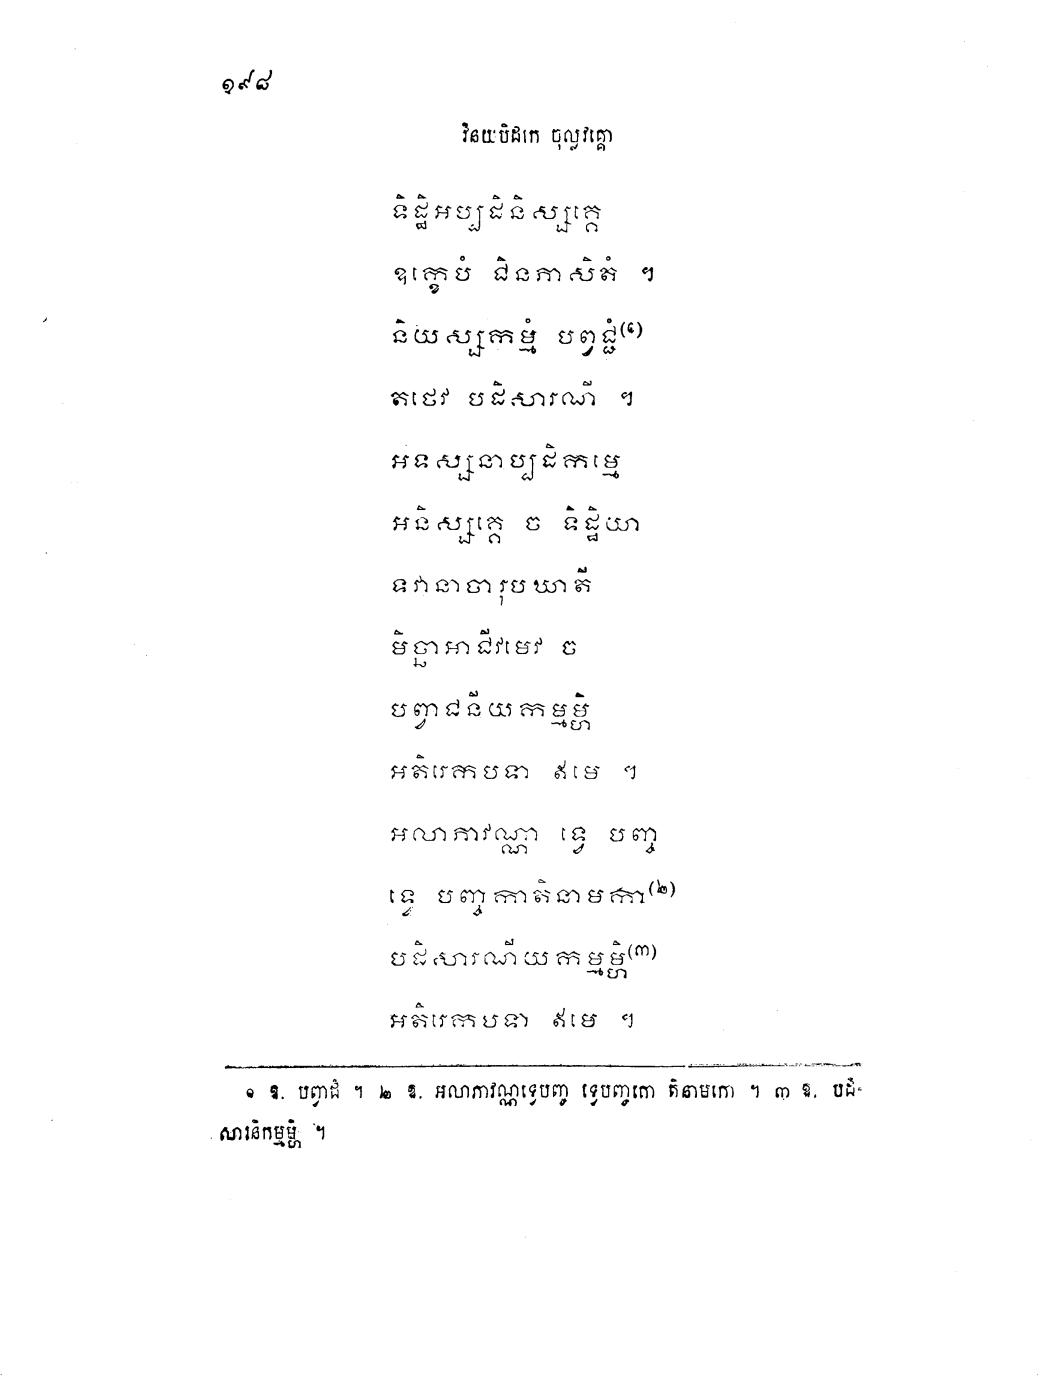 ១៩៨
វិនយបិដកេ ចុល្លវគ្គោ
ទិដ្ឋិអប្បដិនិស្សគ្គេ
ឧក្ខេបំ ជិនភាសិតំ ។
និយស្សកម្មំ បព្វជ្ជំ(១)
តថេវ បដិសារណី ។
អទស្សនាប្បដិកម្មេ
អនិស្សគ្គេ ច ទិដ្ឋិយា
ទវានាចារុបឃាតី
មិច្ឆាអាជីវមេវ ច
បព្វាជនីយកម្មម្ហិ
អតិរេកបទា ឥមេ ។
អលាភាវណ្ណា ទ្វេ បញ្ច
ទ្វេ បញ្ចកាតិនាមកា(២)
បដិសារណីយកម្មម្ហិ(៣)
អតិរេកបទា ឥមេ ។
១ ឱ. បព្វាជំ ។ ២ ឱ. អលាភាវណ្ណទ្វេបញ្ច ទ្វេបញ្ចកោ តិនាមកោ ។ ៣ ឱ. បដិ-
សារនិកម្មម្ហិ ។